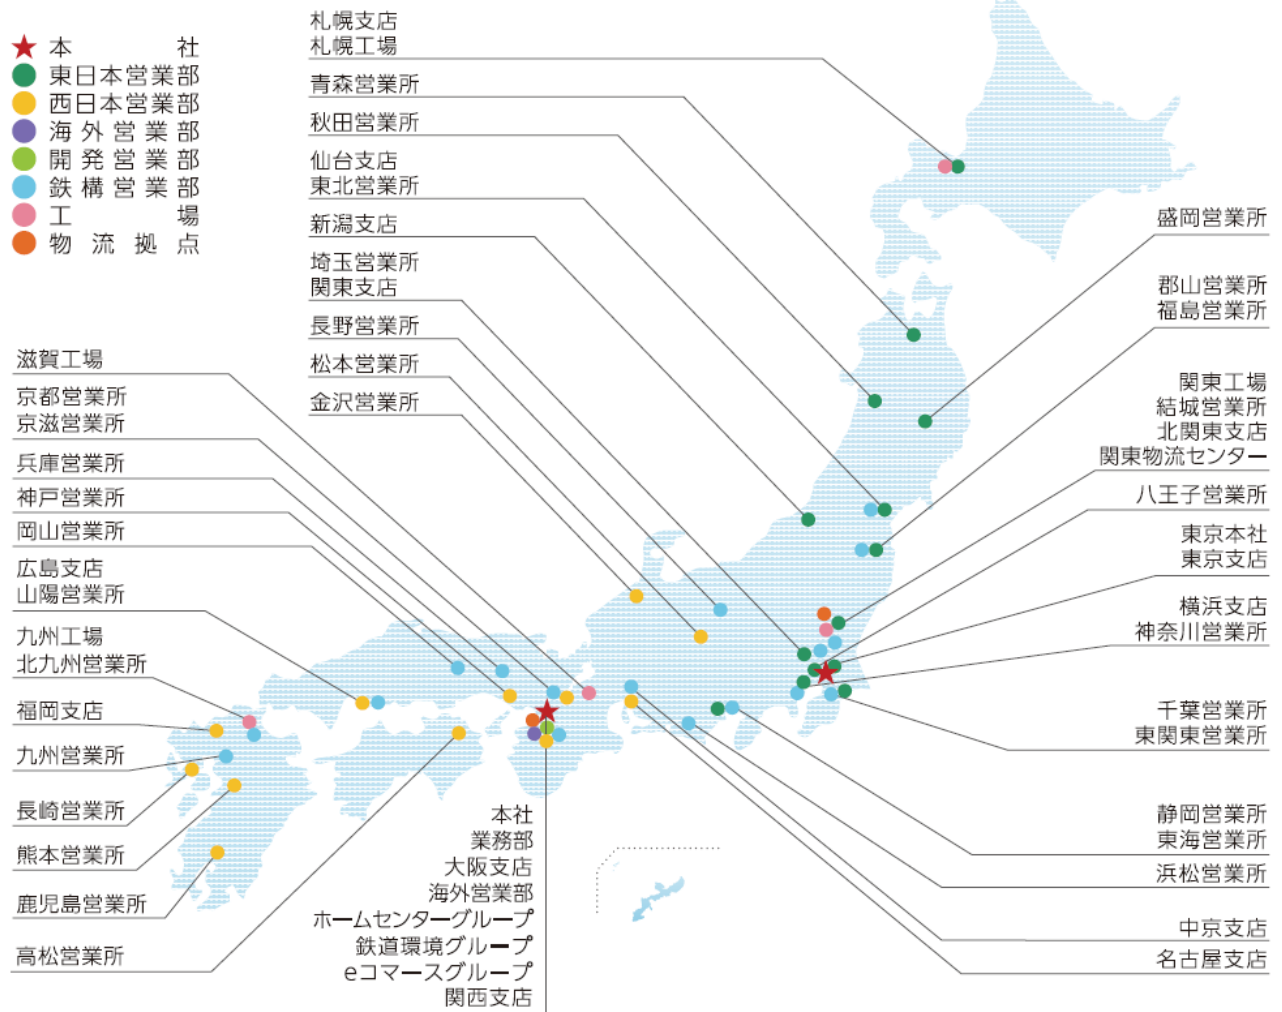 本社
東日本営業部
西日本営業部
海外営業部
開発営業部
鉄構営業部
工場
物流拠点
札幌支店
札幌工場
青森営業所
秋田営業所
仙台支店
東北営業所
新潟支店
埼玉営業所
関東支店
長野営業所
松本営業所
金沢営業所
滋賀工場
京都営業所
京滋営業所
兵庫営業所
神戸営業所
岡山営業所
広島支店
山陽営業所
九州工場
北九州営業所
福岡支店
九州営業所
長崎営業所
熊本営業所
鹿児島営業所
高松営業所
本社
業務部
大阪支店
海外営業部
ホームセンターグループ
鉄道環境グループ
eコマースグループ
関西支店
盛岡営業所
郡山営業所
福島営業所
関東工場
結城営業所
北関東支店
関東物流センター
八王子営業所
東京本社
東京支店
横浜支店
神奈川営業所
千葉営業所
東関東営業所
静岡営業所
東海営業所
浜松営業所
中京支店
名古屋支店